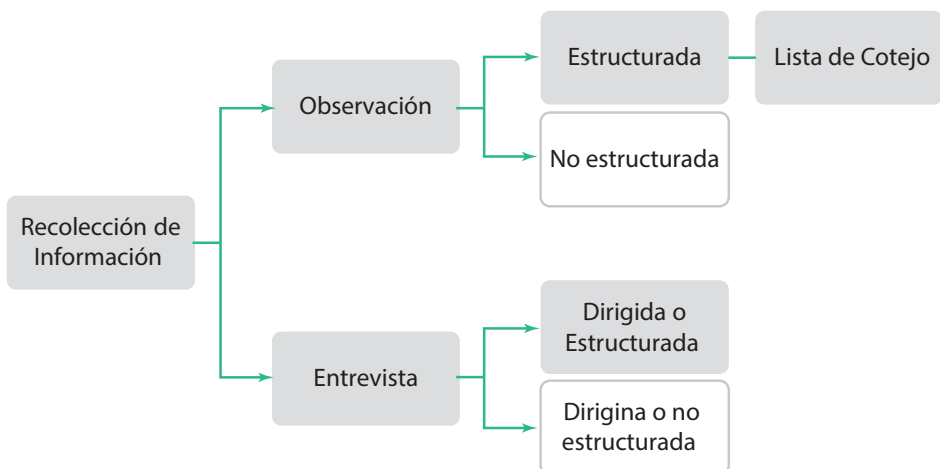 Estructurada
Lista de Cotejo
Observación
No estructurada
Recolección de
Información
Dirigida o
Estructurada
Entrevista
Dirigina o no
estructurada